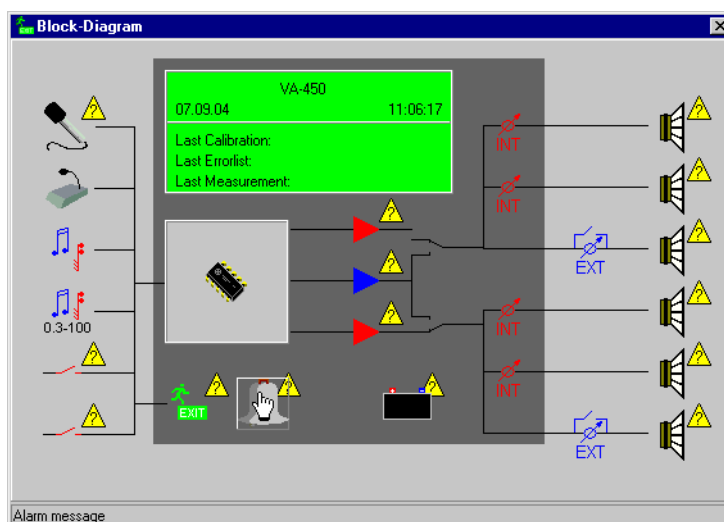 Block-Diagram
VA-450
07.09.04 11:06:17
Last Calibration:
Last Errorlist:
Last Measurement:
INT
INT
EXT
0.3-100
INT
INT
EXIT
EXT
Alarm message